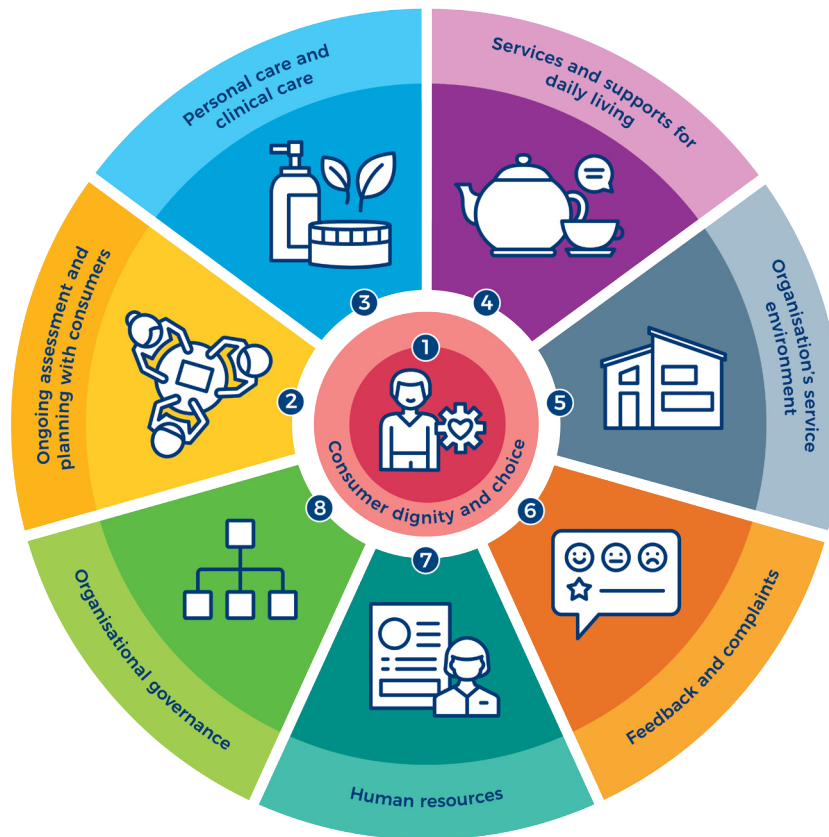 1
Consumer dignity and choice
2
Ongoing assessment and
planning with consumers
3
Personal care and
clinical care
4
Services and supports for
daily living
5
Organisation's service
environment
6
Feedback and complaints
7
Human resources
8
Organisational governance